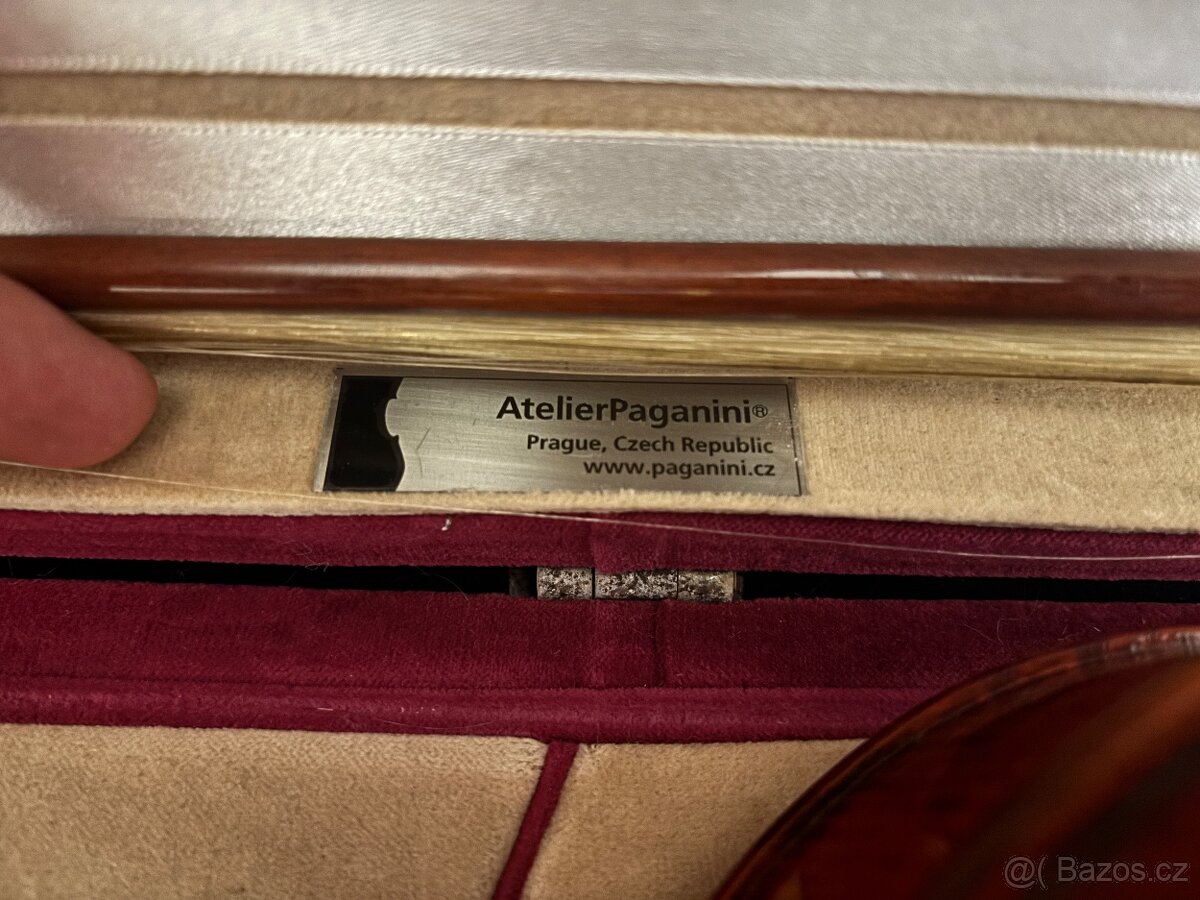 AtelierPaganini®
Prague, Czech Republic
www.paganini.cz
@( Bazos.cz